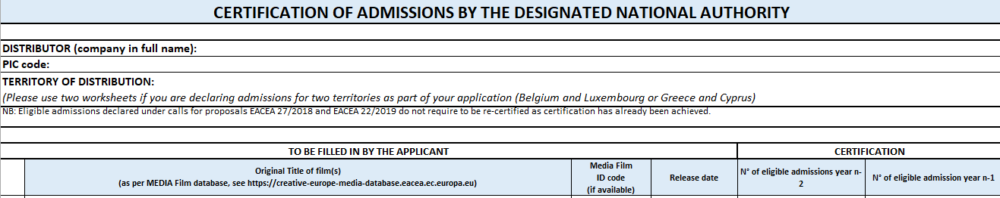 CERTIFICATION OF ADMISSIONS BY THE DESIGNATED NATIONAL AUTHORITY
DISTRIBUTOR (company in full name):
PIC code:
TERRITORY OF DISTRIBUTION:
(Please use two worksheets if you are declaring admissions for two territories as part of your application (Belgium and Luxembourg or Greece and Cyprus)
NB: Eligible admissions declared under calls for proposals EACEA 27/2018 and EACEA 22/2019 do not require to be re-certified as certification has already been achieved.
TO BE FILLED IN BY THE APPLICANT
CERTIFICATION
Original Title of film(s)
(as per MEDIA Film database, see https://creative-europe-media-database.eacea.ec.europa.eu)
Media Film
ID code
(if available)
Release date
N° of eligible admissions year n-
2
N° of eligible admission year n-1